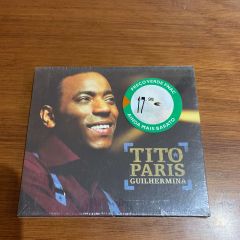 PREÇO VERDE FNAC
AINDA MAIS BARATO
TITO
PARIS
GUILHERMINA